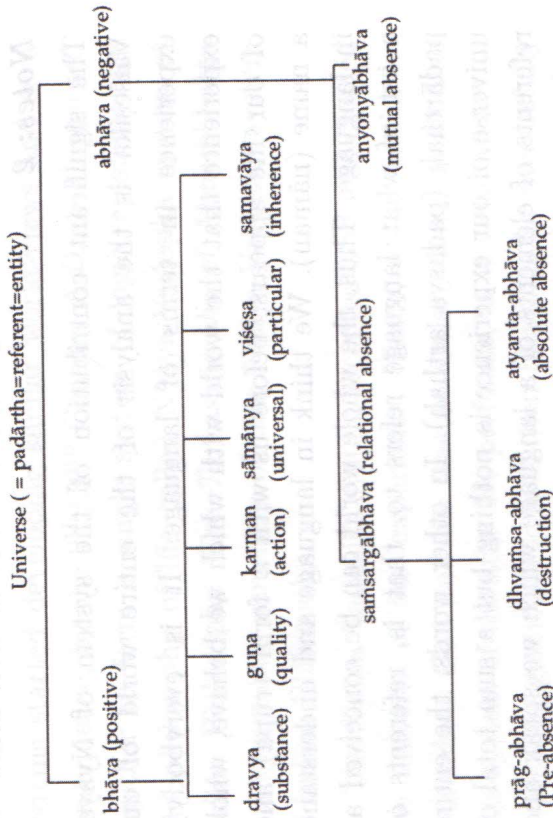 Universe ( = padārtha=referent=entity)
bhāva (positive)
abhāva (negative)
dravya
(substance)
guṇa
(quality)
karman
(action)
sāmānya
(universal)
viśeṣa
(particular)
samavāya
(inherence)
saṁsargābhāva (relational absence)
anyonyābhāva
(mutual absence)
prāg-abhāva
(Pre-absence)
dhvaṁsa-abhāva
(destruction)
atyanta-abhāva
(absolute absence)